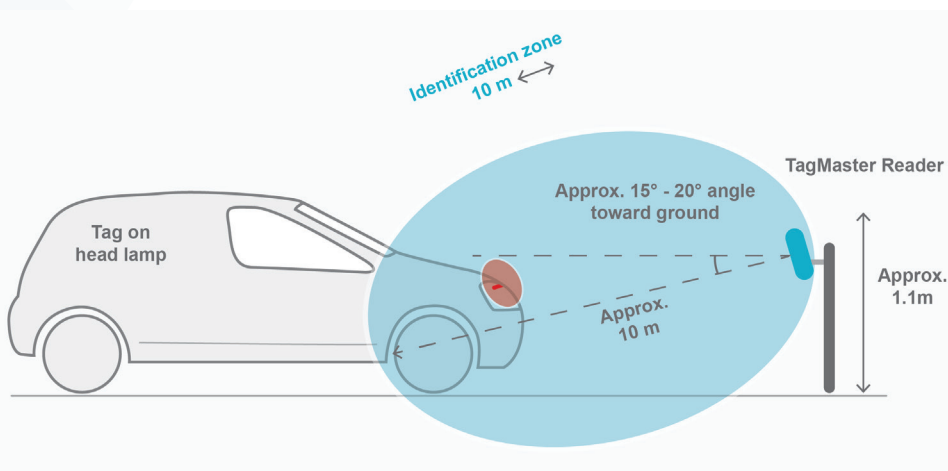 Identification zone
10 m
TagMaster Reader
Approx. 15° - 20° angle
toward ground
Tag on
head lamp
Approx.
1.1m
Approx.
10 m